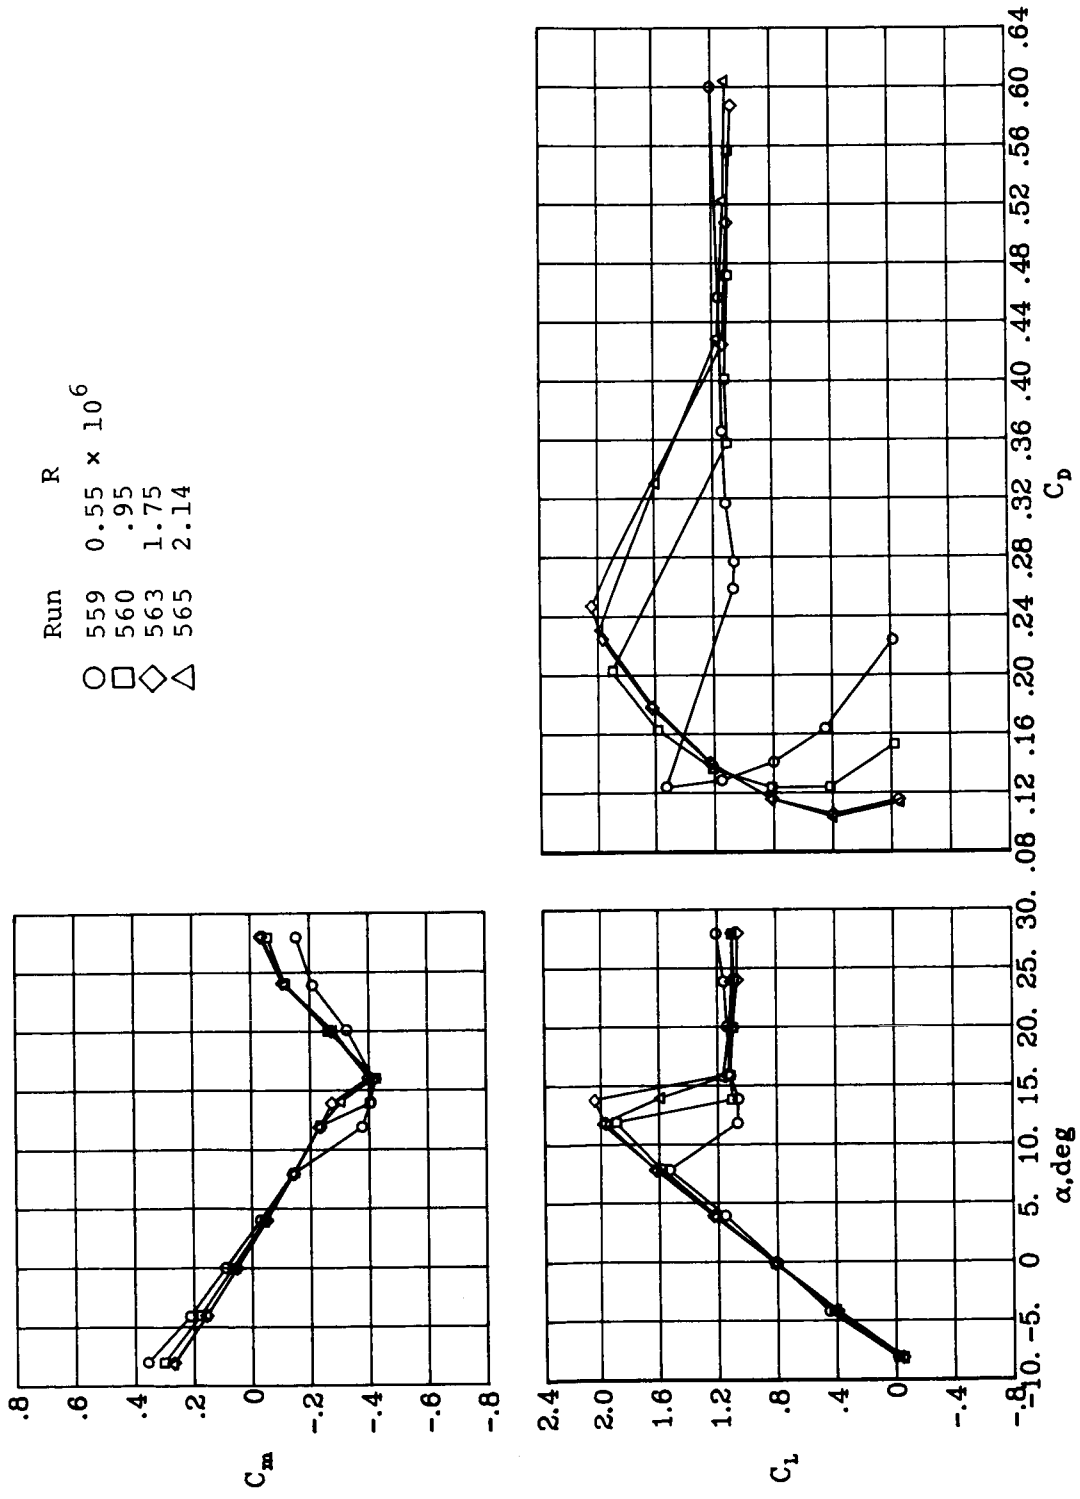 Run R
559 0.55 × 10⁶
560 .95
563 1.75
565 2.14
.8
.6
.4
.2
0
-.2
-.4
-.6
-.8
C_m
2.4
2.0
1.6
1.2
.8
.4
0
-.4
-.8
C_L
-10. -5. 0 5. 10. 15. 20. 25. 30.
α,deg
.08 .12 .16 .20 .24 .28 .32 .36 .40 .44 .48 .52 .56 .60 .64
C_D